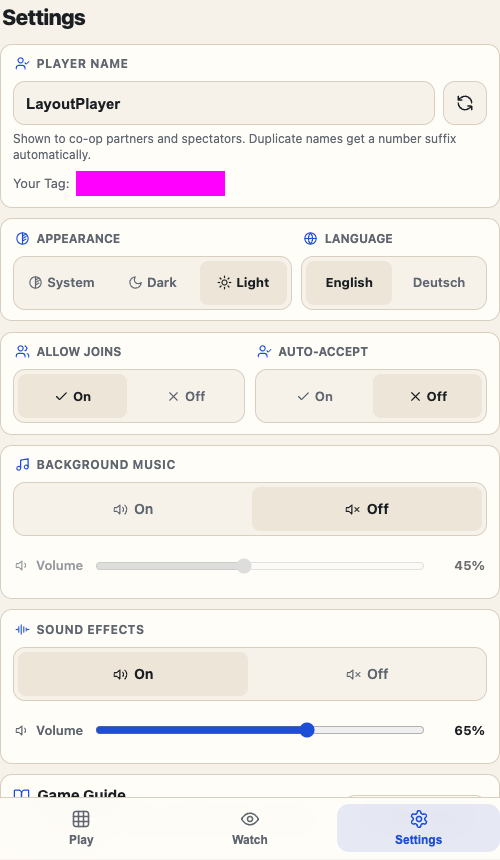 Settings
PLAYER NAME
LayoutPlayer
Shown to co-op partners and spectators. Duplicate names get a number suffix
automatically.
Your Tag:
APPEARANCE
LANGUAGE
System
Dark
Light
English
Deutsch
ALLOW JOINS
AUTO-ACCEPT
On
Off
On
Off
BACKGROUND MUSIC
On
Off
Volume
45%
SOUND EFFECTS
On
Off
Volume
65%
Game Guide
Play
Watch
Settings